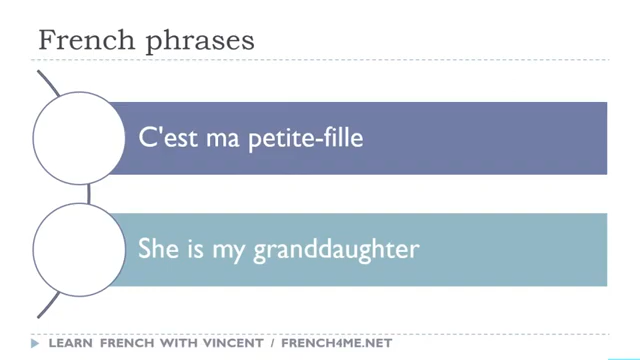 French phrases
C'est ma petite-fille
She is my granddaughter
LEARN FRENCH WITH VINCENT / FRENCH4ME.NET